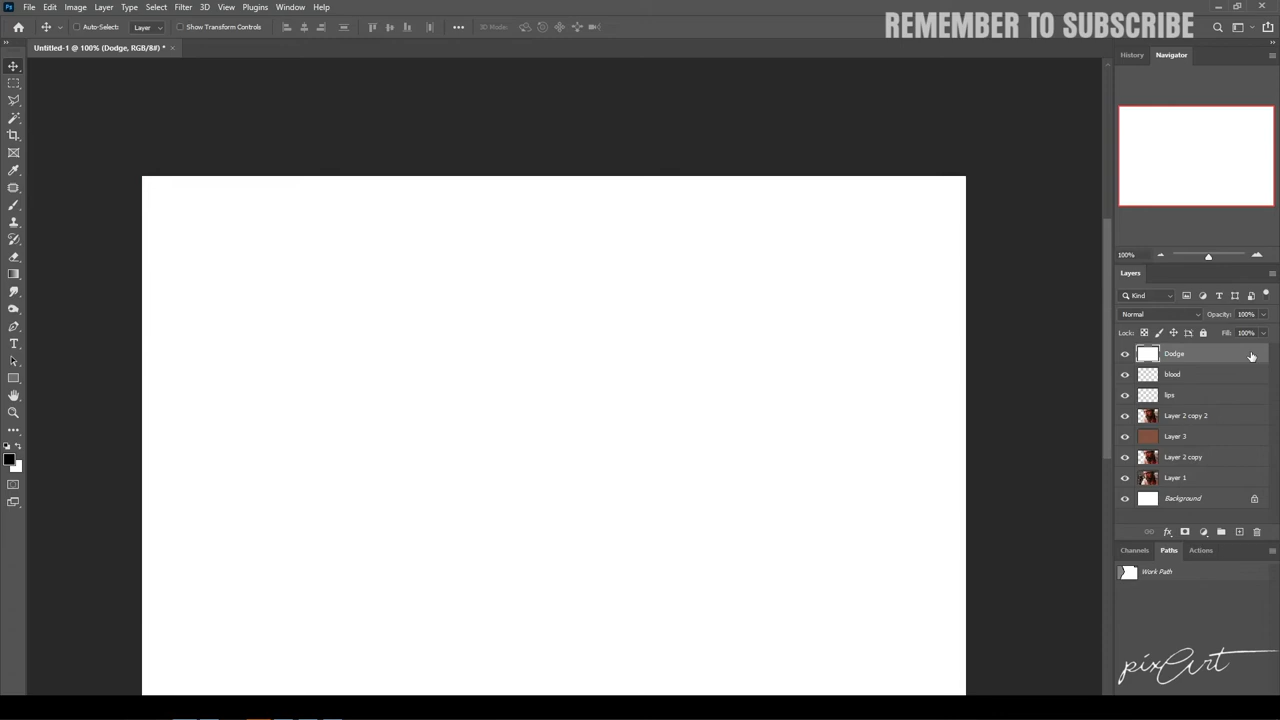 File Edit Image Layer Type Select Filter 3D View Plugins Window Help
REMEMBER TO SUBSCRIBE
Auto-Select: Layer Show Transform Controls 3D Mode:
Untitled-1 @ 100% (Dodge, RGB/8#) * ×
History Navigator
100%
Layers
Kind
Normal Opacity: 100%
Lock: Fill: 100%
Dodge
blood
lips
Layer 2 copy 2
Layer 3
Layer 2 copy
Layer 1
Background
Channels Paths Actions
Work Path
pixArt